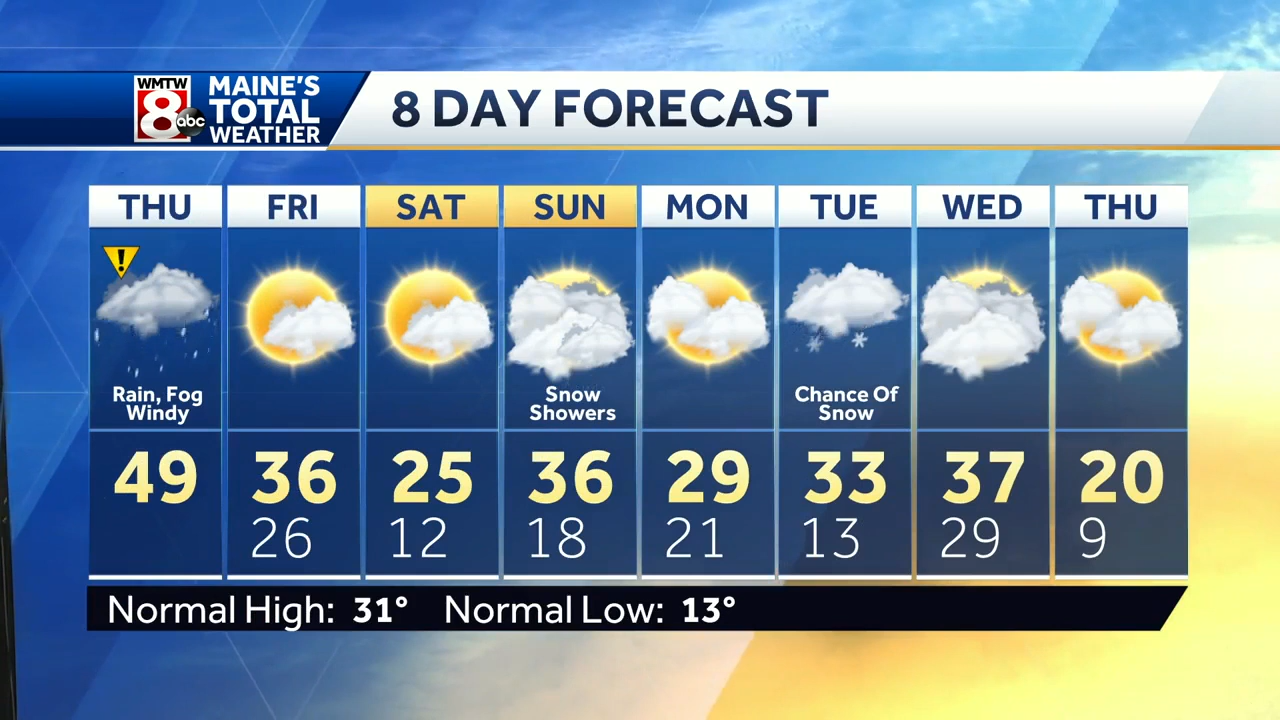 WMTW
8
abc
MAINE'S
TOTAL
WEATHER
8 DAY FORECAST
THU FRI SAT SUN MON TUE WED THU
!
Rain, Fog
Windy
Snow
Showers
Chance Of
Snow
49 36 25 36 29 33 37 20
26 12 18 21 13 29 9
Normal High: 31° Normal Low: 13°